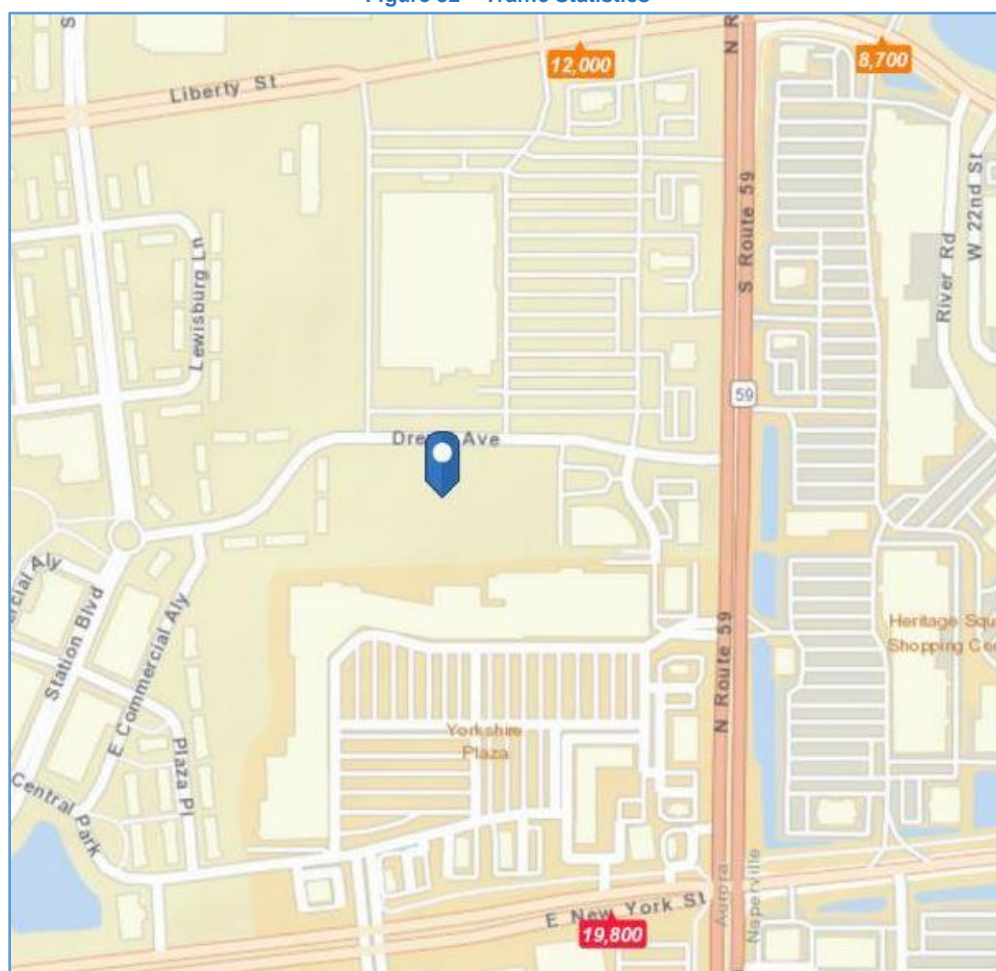 Traffic Statistics
S
N R
12,000
8,700
Liberty St
S Route 59
W 22nd St
River Rd
Lewisburg Ln
59
Ave
Aly
Station Blvd
E Commercial Aly
N Route 59
Heritage Squ
Shopping Ce
Yorkshire
Plaza
Plaza Pl
Central Park
Aurora
Naperville
E New York St
19,800